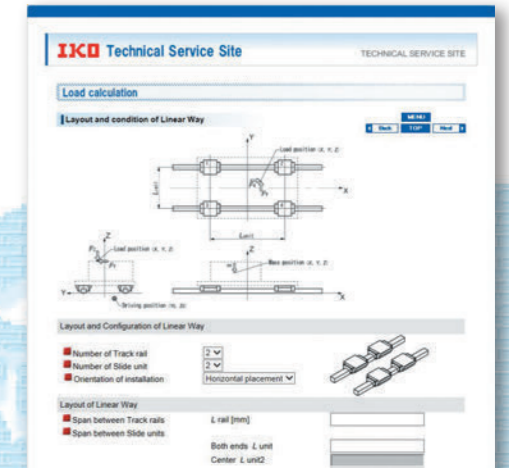 IKO Technical Service Site
TECHNICAL SERVICE SITE
Load calculation
Layout and condition of Linear Way
MENU
Back TOP Next
Y
Load position (X, Y, Z)
X
L unit
Z
Z
Load position (X, Y, Z)
Mass position (X, Y, Z)
Y
X
Driving position (Y, Z)
Layout and Configuration of Linear Way
Number of Track rail 2
Number of Slide unit 2
Orientation of installation Horizontal placement
Layout of Linear Way
Span between Track rails L rail [mm]
Span between Slide units
Both ends L unit
Center L unit2